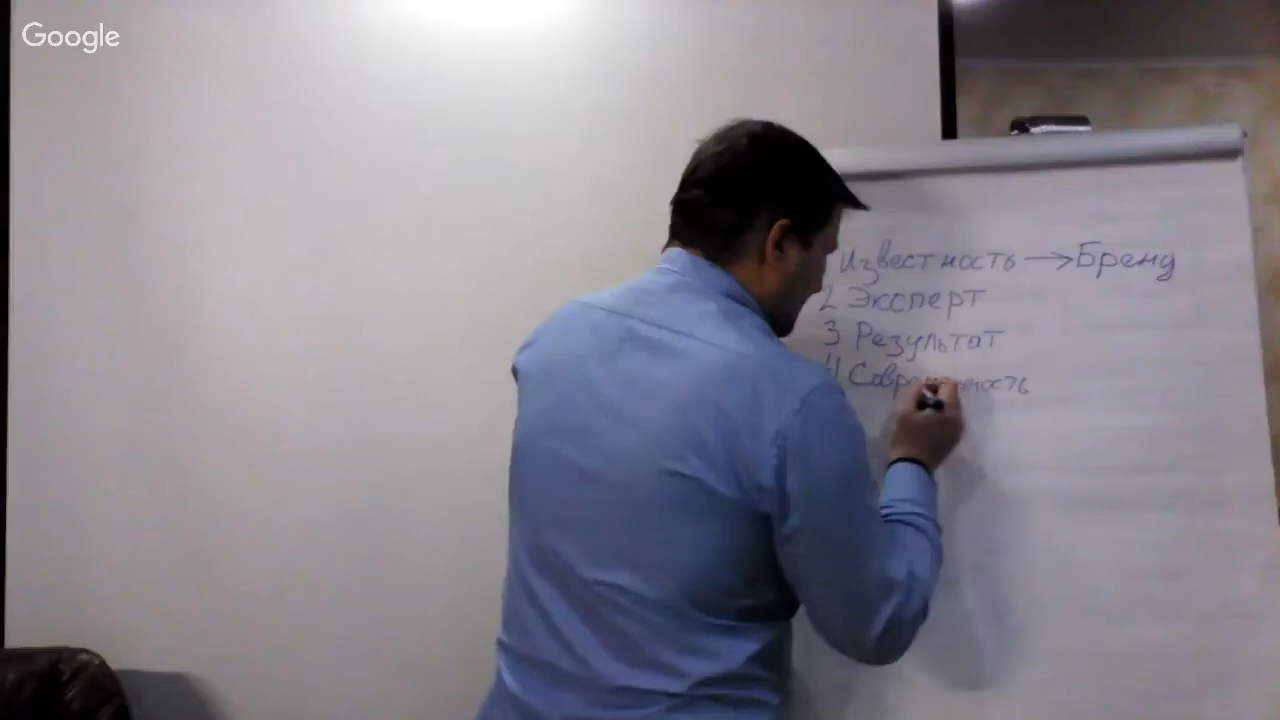 Google
Известность → Бренд
2 Эксперт
3 Результат
4